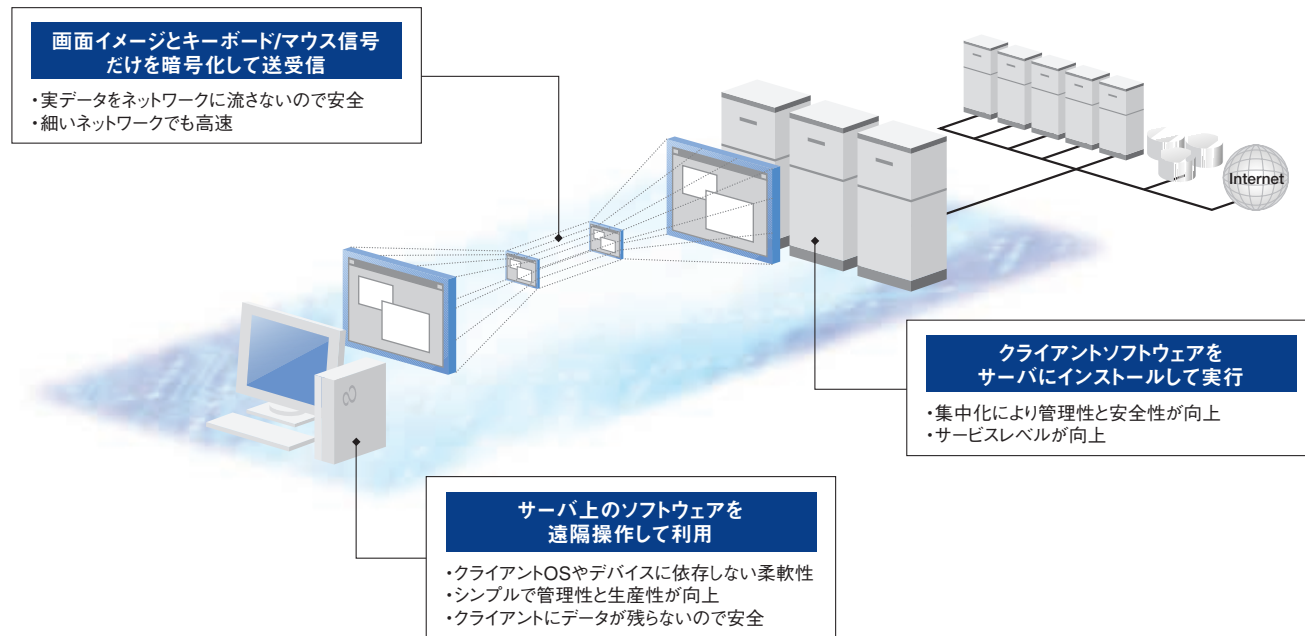 画面イメージとキーボード/マウス信号
だけを暗号化して送受信
・実データをネットワークに流さないので安全
・細いネットワークでも高速
Internet
クライアントソフトウェアを
サーバにインストールして実行
・集中化により管理性と安全性が向上
・サービスレベルが向上
サーバ上のソフトウェアを
遠隔操作して利用
・クライアントOSやデバイスに依存しない柔軟性
・シンプルで管理性と生産性が向上
・クライアントにデータが残らないので安全